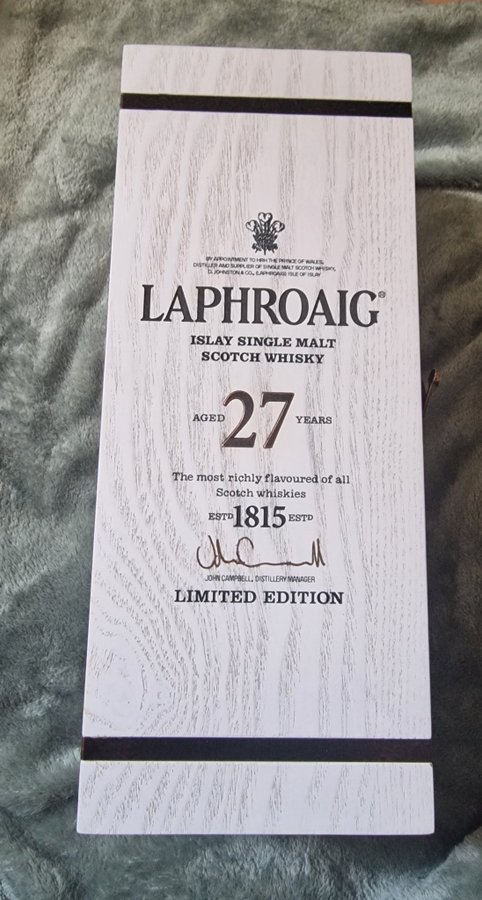 BY APPOINTMENT TO HRH THE PRINCE OF WALES,
DISTILLER AND SUPPLIER OF SINGLE MALT SCOTCH WHISKY,
D. JOHNSTON & CO., (LAPHROAIG) ISLE OF ISLAY
LAPHROAIG®
ISLAY SINGLE MALT
SCOTCH WHISKY
AGED 27 YEARS
The most richly flavoured of all
Scotch whiskies
ESTD 1815 ESTD
JOHN CAMPBELL, DISTILLERY MANAGER
LIMITED EDITION